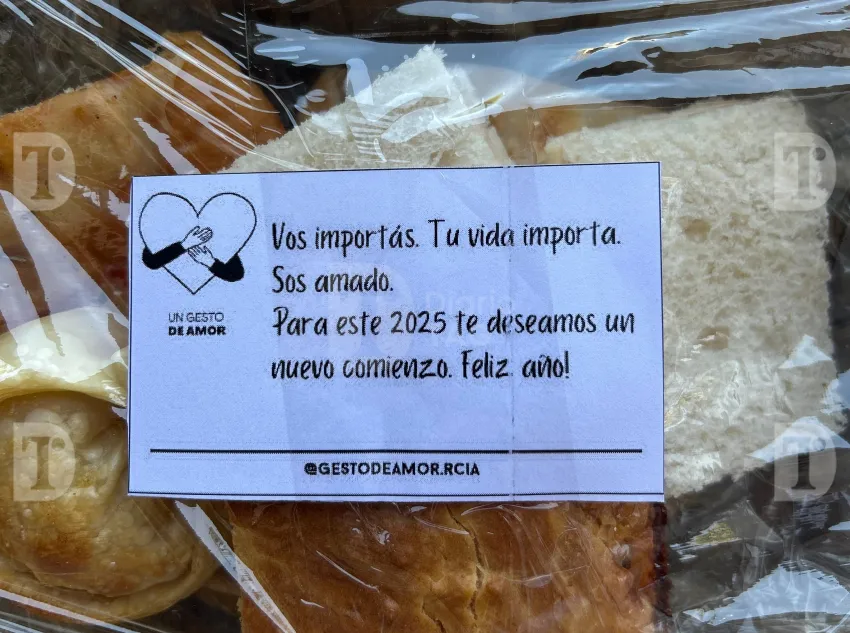 Vos importás. Tu vida importa.
Sos amado.
Para este 2025 te deseamos un
nuevo comienzo. Feliz año!
UN GESTO
DE AMOR
@GESTODEAMOR.RCIA